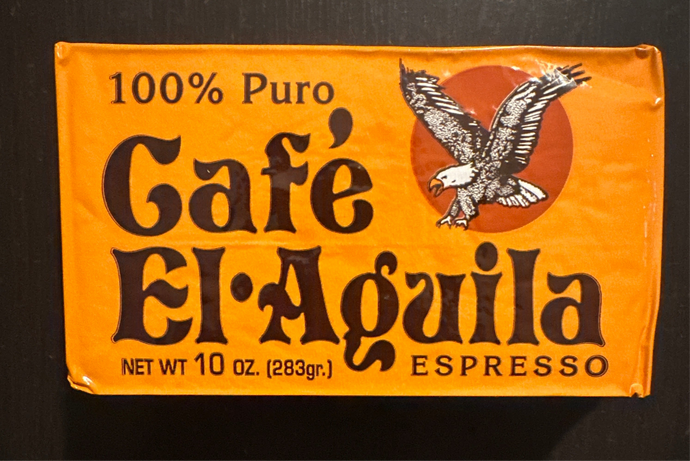 100% Puro
Café
El·Aguila
NET WT 10 OZ. (283gr.)
ESPRESSO